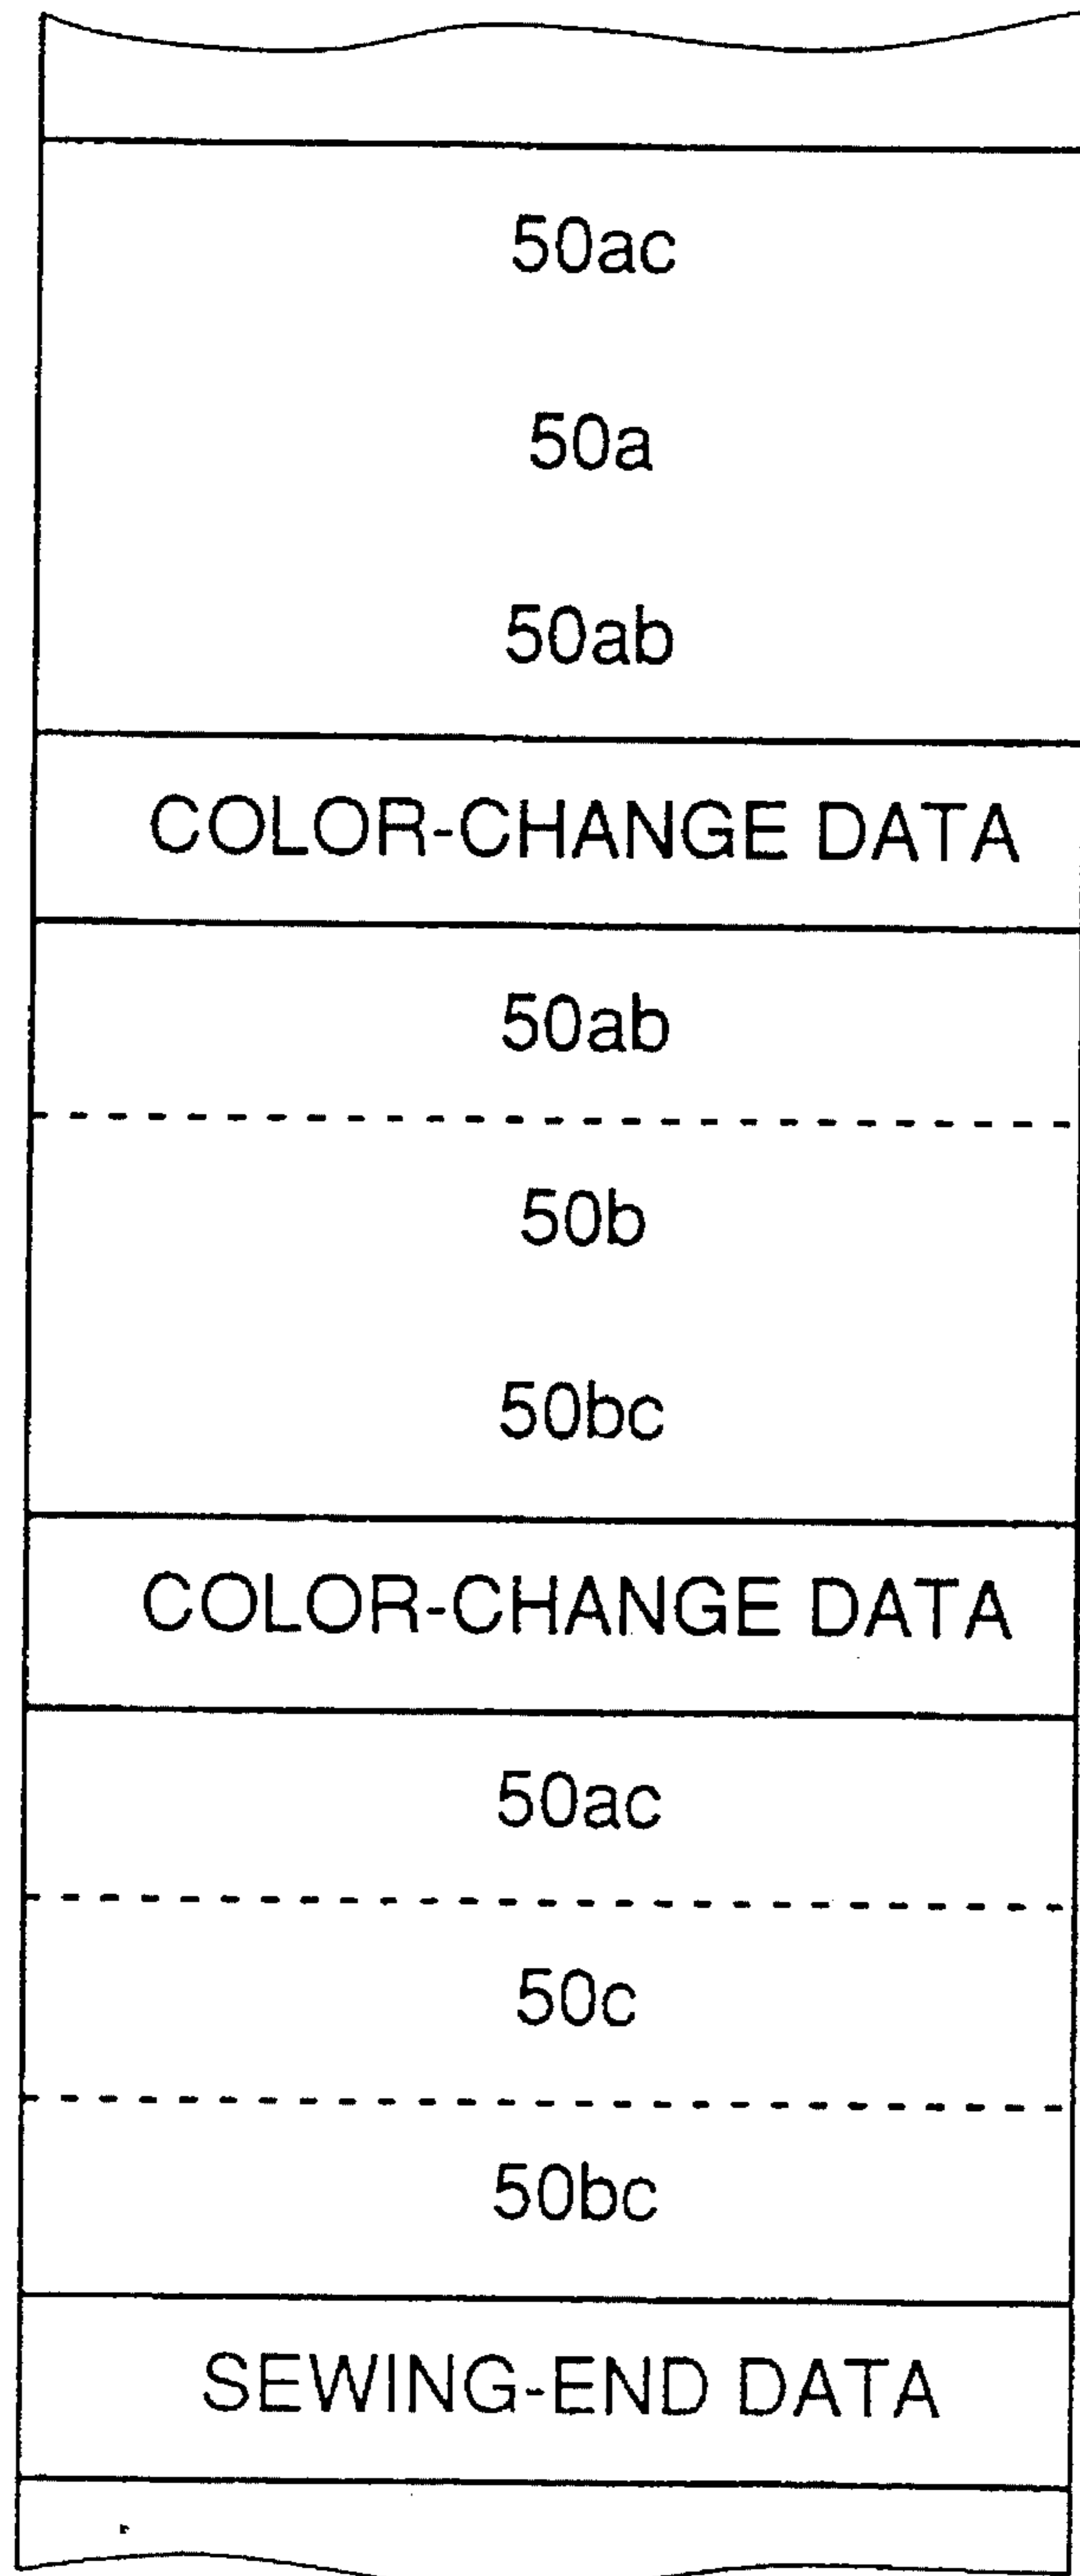 50ac
50a
50ab
COLOR-CHANGE DATA
50ab
50b
50bc
COLOR-CHANGE DATA
50ac
50c
50bc
SEWING-END DATA